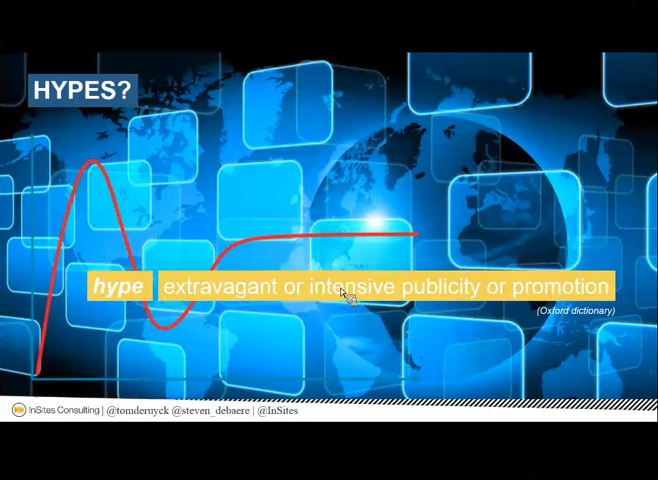 HYPES?
hype extravagant or intensive publicity or promotion
(Oxford dictionary)
InSites Consulting | @tomderuyck @steven_debaere | @InSites